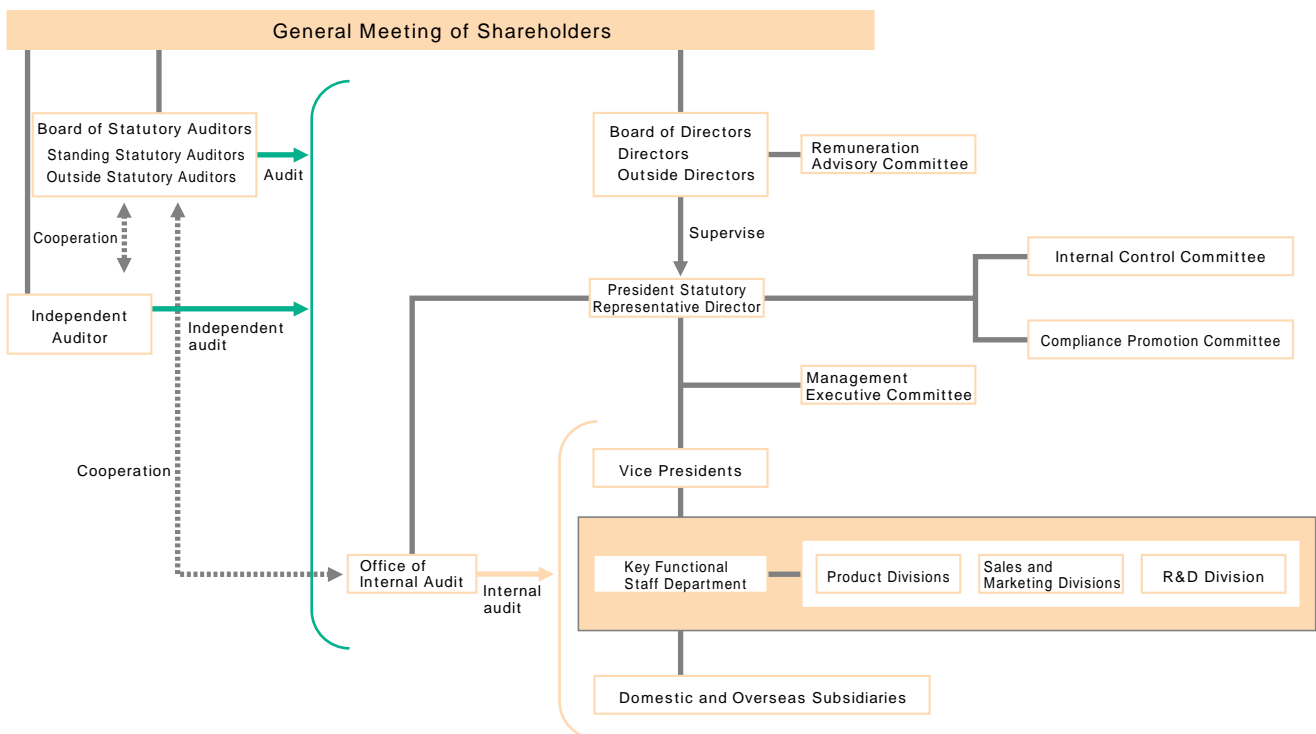 General Meeting of Shareholders
Board of Statutory Auditors
Standing Statutory Auditors
Outside Statutory Auditors
Audit
Board of Directors
Directors
Outside Directors
Remuneration
Advisory Committee
Cooperation
Supervise
Internal Control Committee
President Statutory
Representative Director
Independent
Auditor
Independent
audit
Compliance Promotion Committee
Management
Executive Committee
Cooperation
Vice Presidents
Office of
Internal Audit
Internal
audit
Key Functional
Staff Department
Product Divisions
Sales and
Marketing Divisions
R&D Division
Domestic and Overseas Subsidiaries